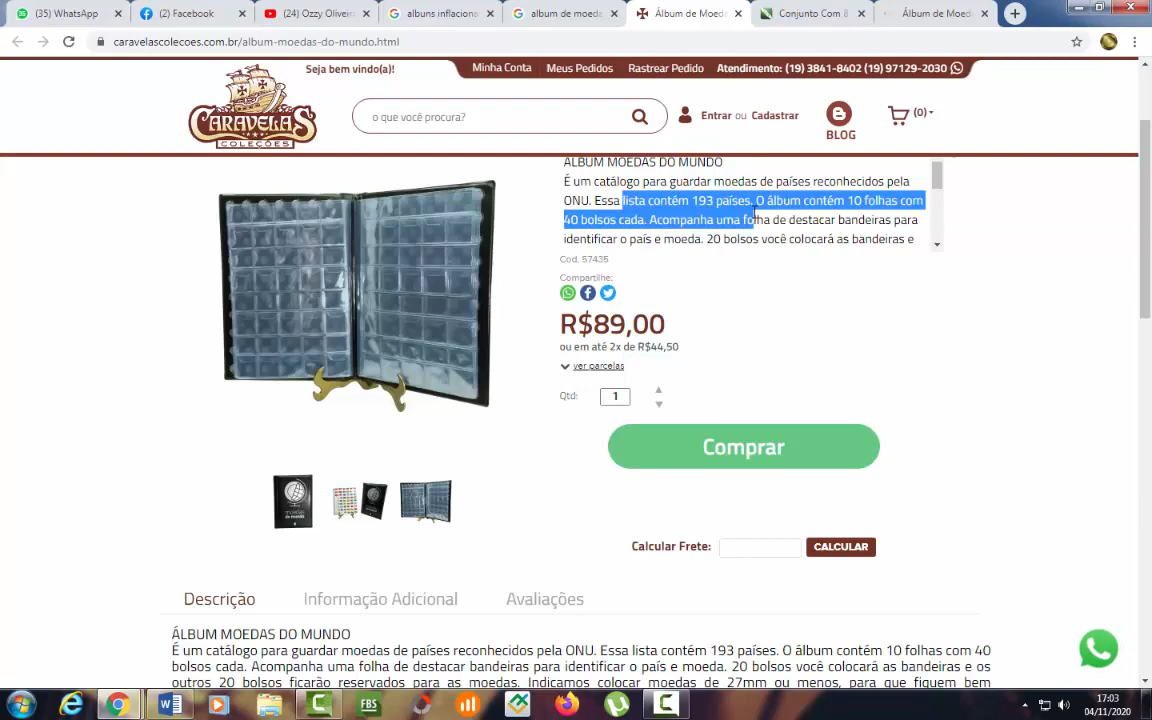 (35) WhatsApp
(2) Facebook
(24) Ozzy Oliveira
albuns inflaciona
album de moeda
Álbum de Moeda
Conjunto Com 8
Álbum de Moed
caravelascolecoes.com.br/album-moedas-do-mundo.html
Seja bem vindo(a)!
Minha Conta
Meus Pedidos
Rastrear Pedido
Atendimento: (19) 3841-8402 (19) 97129-2030
CARAVELAS
COLEÇÕES
o que você procura?
Entrar ou Cadastrar
BLOG
(0)
ÁLBUM MOEDAS DO MUNDO
É um catálogo para guardar moedas de países reconhecidos pela
ONU. Essa lista contém 193 países. O álbum contém 10 folhas com
40 bolsos cada. Acompanha uma folha de destacar bandeiras para
identificar o país e moeda. 20 bolsos você colocará as bandeiras e
Cod. 57435
Compartilhe:
R$89,00
ou em até 2x de R$44,50
ver parcelas
Qtd:
1
Comprar
Calcular Frete:
CALCULAR
Descrição
Informação Adicional
Avaliações
ÁLBUM MOEDAS DO MUNDO
É um catálogo para guardar moedas de países reconhecidos pela ONU. Essa lista contém 193 países. O álbum contém 10 folhas com 40
bolsos cada. Acompanha uma folha de destacar bandeiras para identificar o país e moeda. 20 bolsos você colocará as bandeiras e os
outros 20 bolsos ficarão reservados para as moedas. Indicamos colocar moedas de 27mm ou menos, para que fiquem bem
FBS
17:03
04/11/2020